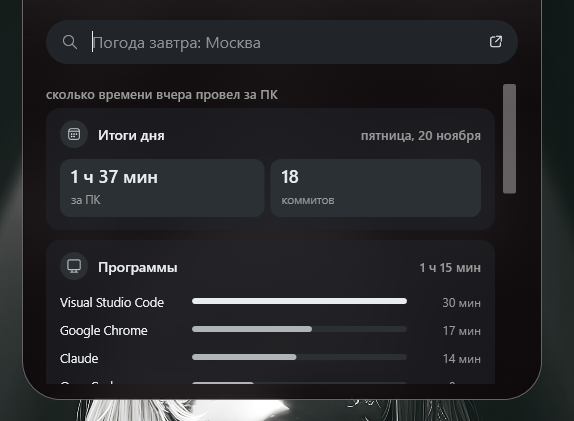 Погода завтра: Москва
сколько времени вчера провел за ПК
Итоги дня
пятница, 20 ноября
1 ч 37 мин
за ПК
18
коммитов
Программы
1 ч 15 мин
Visual Studio Code
30 мин
Google Chrome
17 мин
Claude
14 мин